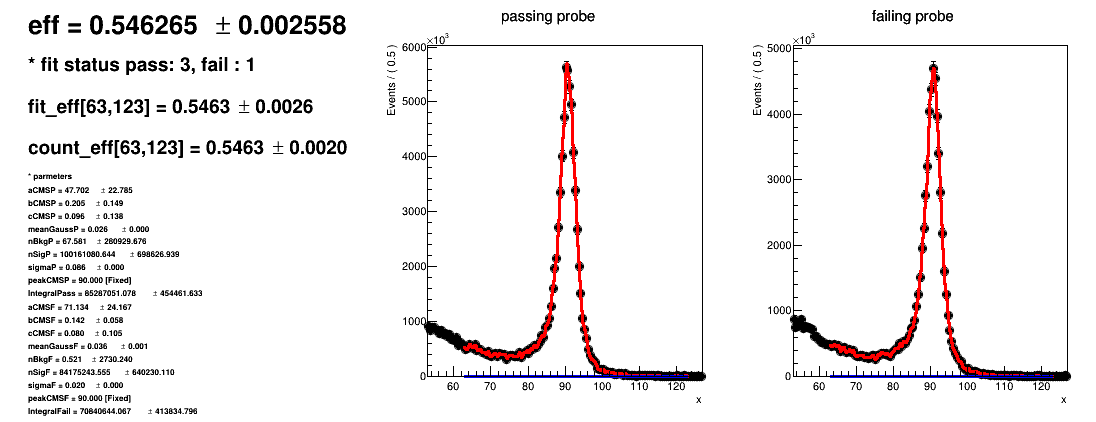 eff = 0.546265 ± 0.002558
* fit status pass: 3, fail : 1
fit_eff[63,123] = 0.5463 ± 0.0026
count_eff[63,123] = 0.5463 ± 0.0020
* parmeters
aCMSP = 47.702 ± 22.785
bCMSP = 0.205 ± 0.149
cCMSP = 0.096 ± 0.138
meanGaussP = 0.026 ± 0.000
nBkgP = 67.581 ± 280929.676
nSigP = 100161080.644 ± 698626.939
sigmaP = 0.086 ± 0.000
peakCMSP = 90.000 [Fixed]
IntegralPass = 85287051.078 ± 454461.633
aCMSF = 71.134 ± 24.167
bCMSF = 0.142 ± 0.058
cCMSF = 0.080 ± 0.105
meanGaussF = 0.036 ± 0.001
nBkgF = 0.521 ± 2730.240
nSigF = 84175243.555 ± 640230.110
sigmaF = 0.020 ± 0.000
peakCMSF = 90.000 [Fixed]
IntegralFail = 70840644.067 ± 413834.796
passing probe
×10³
Events / ( 0.5 )
6000
5000
4000
3000
2000
1000
0
60 70 80 90 100 110 120
x
failing probe
×10³
Events / ( 0.5 )
5000
4000
3000
2000
1000
0
60 70 80 90 100 110 120
x